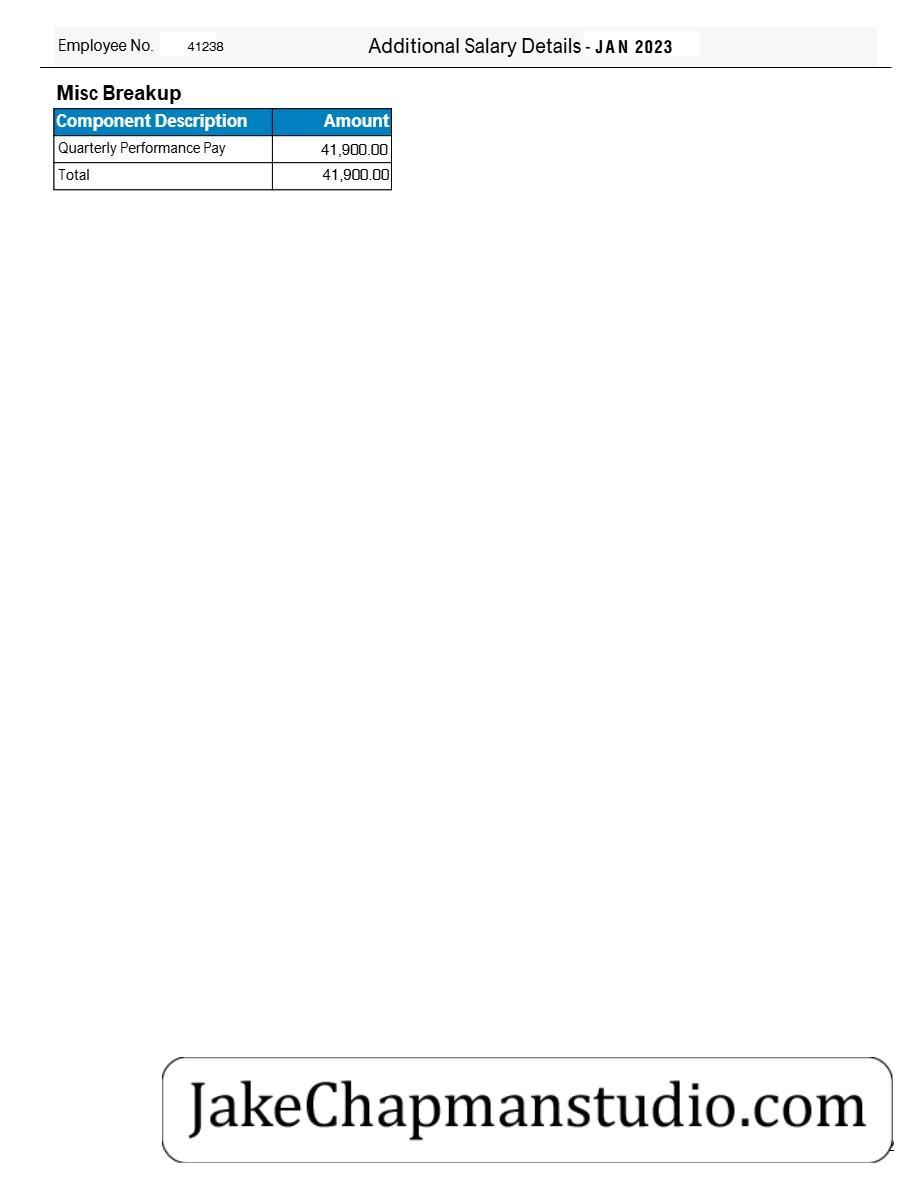 Employee No. 41238 Additional Salary Details - JAN 2023
Misc Breakup
Component Description Amount
Quarterly Performance Pay 41,900.00
Total 41,900.00
JakeChapmanstudio.com